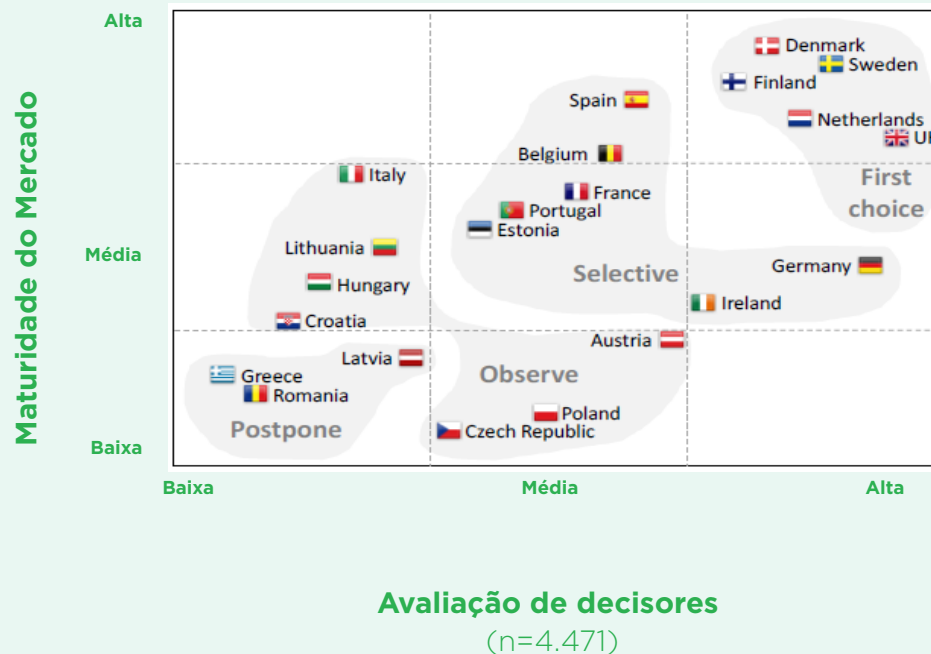 Alta
Denmark
Sweden
Finland
Spain
Netherlands
UK
Belgium
Italy
First
choice
France
Portugal
Estonia
Lithuania
Média
Germany
Selective
Hungary
Ireland
Croatia
Austria
Latvia
Observe
Greece
Romania
Poland
Postpone
Czech Republic
Baixa
Maturidade do Mercado
Baixa Média Alta
Avaliação de decisores
(n=4.471)